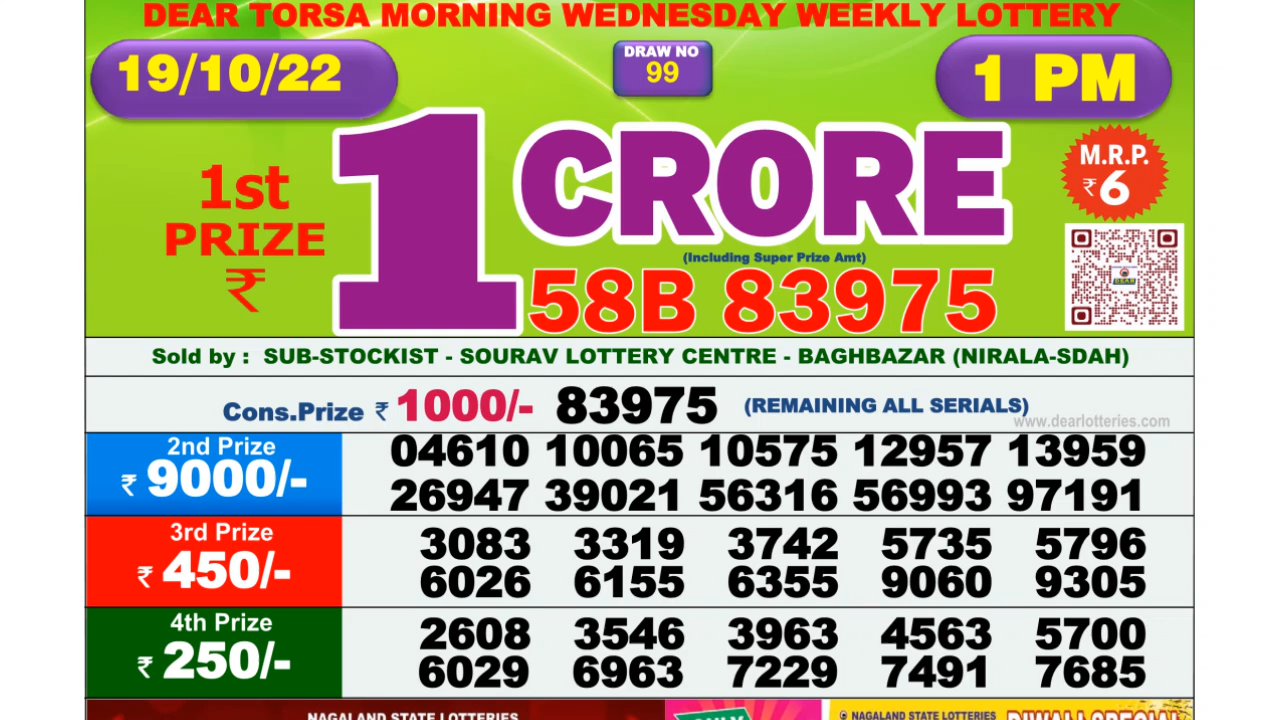 DEAR TORSA MORNING WEDNESDAY WEEKLY LOTTERY
19/10/22
DRAW NO
99
1 PM
1st
PRIZE
₹
1 CRORE
(Including Super Prize Amt)
58B 83975
M.R.P.
₹6
Sold by : SUB-STOCKIST - SOURAV LOTTERY CENTRE - BAGHBAZAR (NIRALA-SDAH)
Cons.Prize ₹ 1000/- 83975 (REMAINING ALL SERIALS)
www.dearlotteries.com
2nd Prize
₹ 9000/-
04610 10065 10575 12957 13959
26947 39021 56316 56993 97191
3rd Prize
₹ 450/-
3083 3319 3742 5735 5796
6026 6155 6355 9060 9305
4th Prize
₹ 250/-
2608 3546 3963 4563 5700
6029 6963 7229 7491 7685
NAGALAND STATE LOTTERIES
NAGALAND STATE LOTTERIES
DIWALI SPECIAL